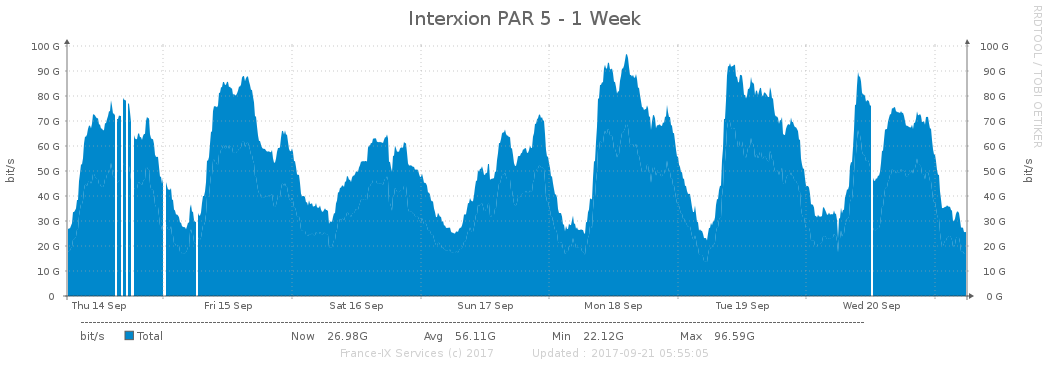 Interxion PAR 5 - 1 Week
RRDTOOL / TOBI OETIKER
bit/s
bit/s
100 G 100 G
90 G 90 G
80 G 80 G
70 G 70 G
60 G 60 G
50 G 50 G
40 G 40 G
30 G 30 G
20 G 20 G
10 G 10 G
0 0 G
Thu 14 Sep Fri 15 Sep Sat 16 Sep Sun 17 Sep Mon 18 Sep Tue 19 Sep Wed 20 Sep
bit/s Total Now 26.98G Avg 56.11G Min 22.12G Max 96.59G
France-IX Services (c) 2017 Updated : 2017-09-21 05:55:05